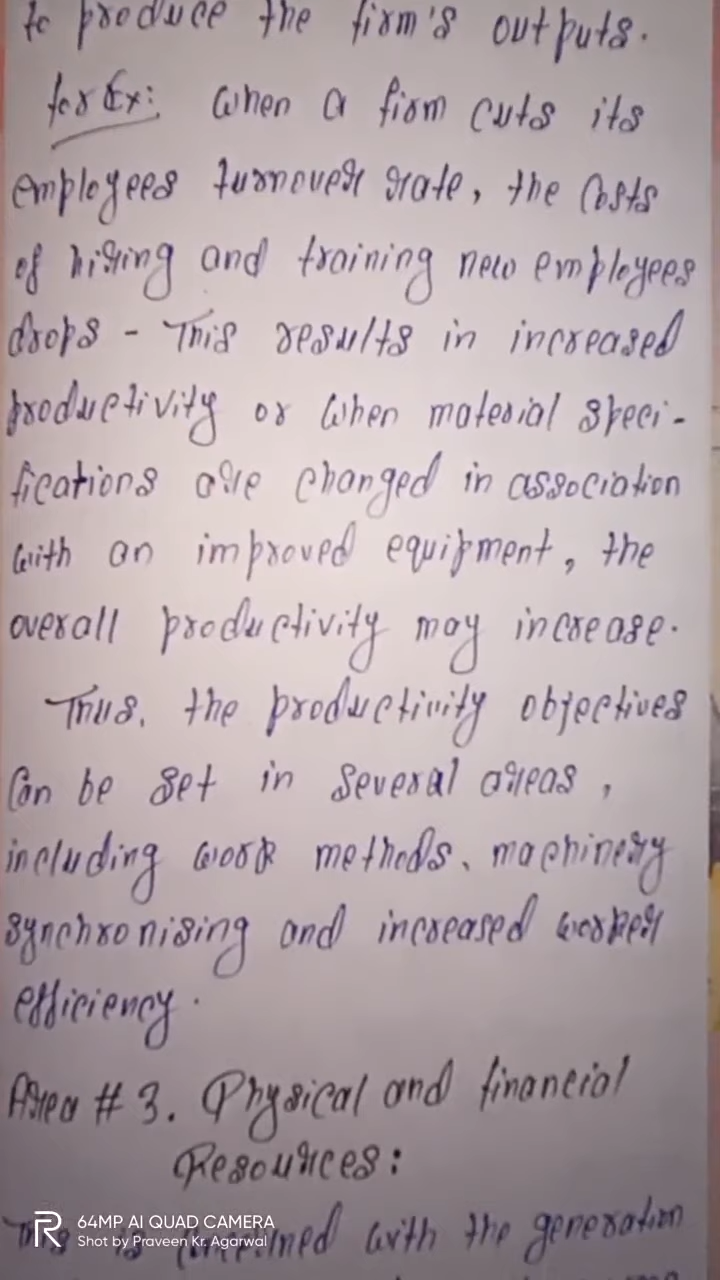 to produce the firm's outputs.
for Ex: when a firm cuts its
employees turnover rate, the Costs
of hiring and training new employees
drops - This results in increased
productivity or when material speci-
fications are changed in association
with an improved equipment, the
overall productivity may increase.
Thus, the productivity objectives
Can be set in several areas,
including work methods, machinery
synchronising and increased worker
efficiency.
Area # 3. Physical and financial
Resources:
This is concerned with the generation
64MP AI QUAD CAMERA
Shot by Praveen Kr. Agarwal